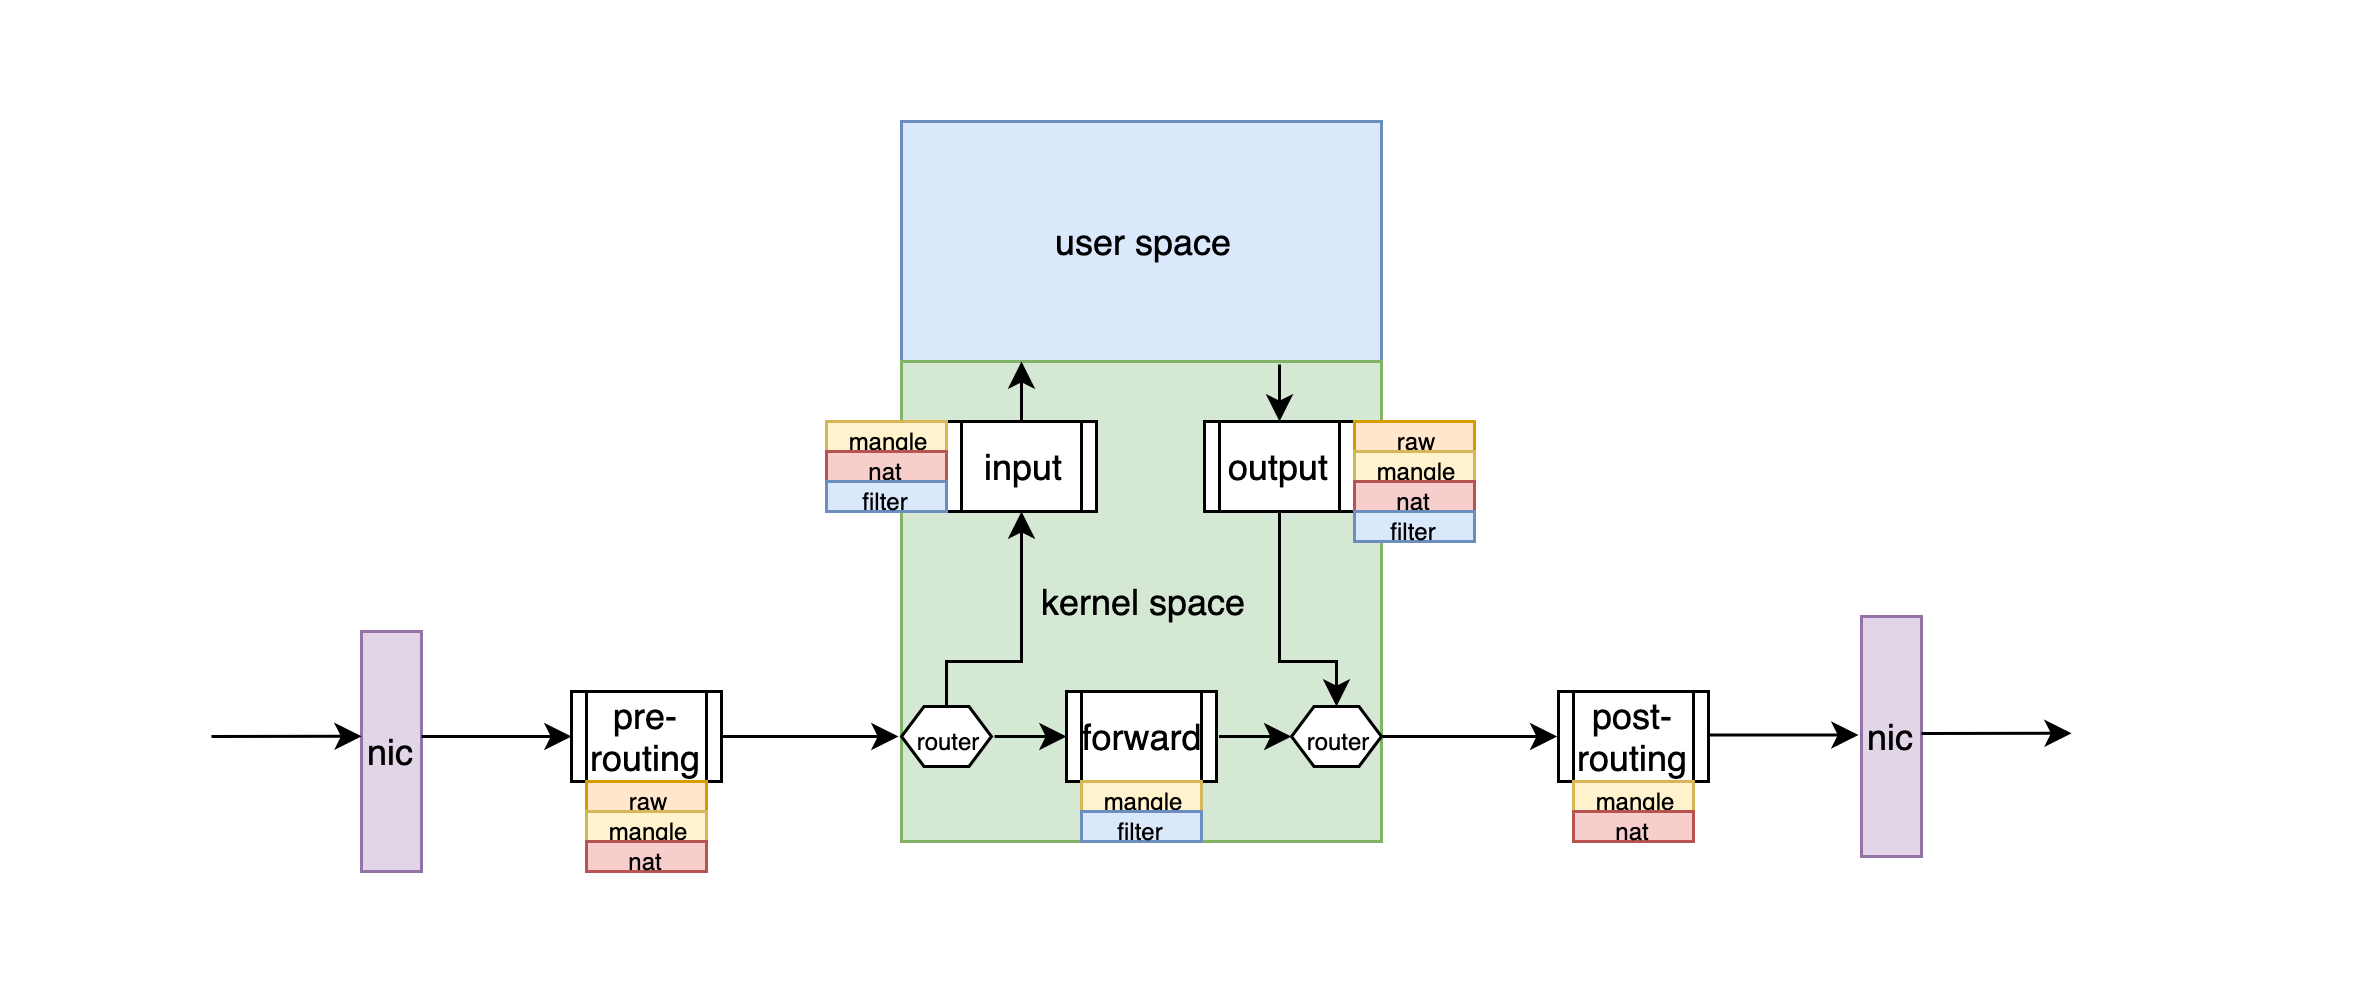 user space
mangle
nat
filter
input
output
raw
mangle
nat
filter
kernel space
nic
pre-
routing
raw
mangle
nat
router
forward
mangle
filter
router
post-
routing
mangle
nat
nic